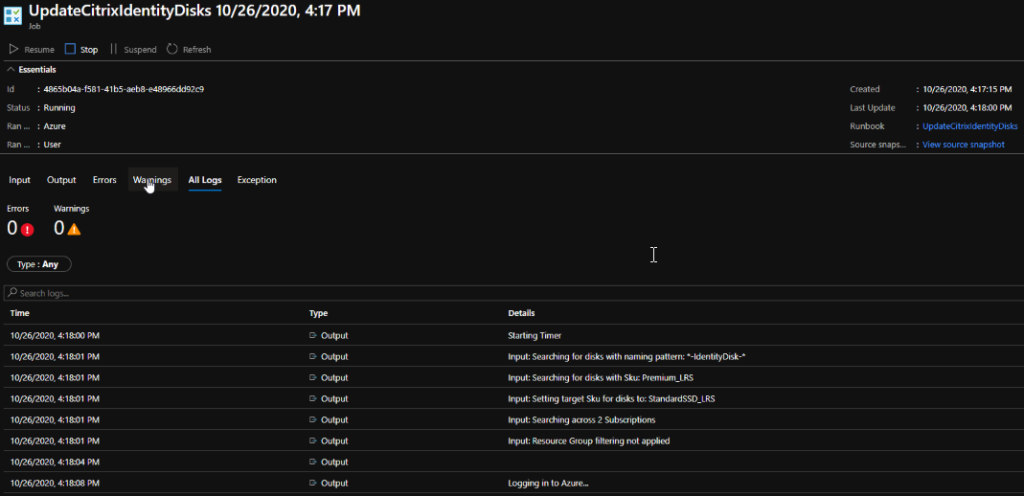 UpdateCitrixIdentityDisks 10/26/2020, 4:17 PM
Job
Resume Stop Suspend Refresh
Essentials
Id : 4865b04a-f581-41b5-aeb8-e48966dd92c9 Created : 10/26/2020, 4:17:15 PM
Status : Running Last Update : 10/26/2020, 4:18:00 PM
Ran ... : Azure Runbook : UpdateCitrixIdentityDisks
Ran ... : User Source snaps... : View source snapshot
Input Output Errors Warnings All Logs Exception
Errors Warnings
0 0
Type : Any
Search logs...
Time Type Details
10/26/2020, 4:18:00 PM Output Starting Timer
10/26/2020, 4:18:01 PM Output Input: Searching for disks with naming pattern: *-IdentityDisk-*
10/26/2020, 4:18:01 PM Output Input: Searching for disks with Sku: Premium_LRS
10/26/2020, 4:18:01 PM Output Input: Setting target Sku for disks to: StandardSSD_LRS
10/26/2020, 4:18:01 PM Output Input: Searching across 2 Subscriptions
10/26/2020, 4:18:01 PM Output Input: Resource Group filtering not applied
10/26/2020, 4:18:04 PM Output
10/26/2020, 4:18:08 PM Output Logging in to Azure...